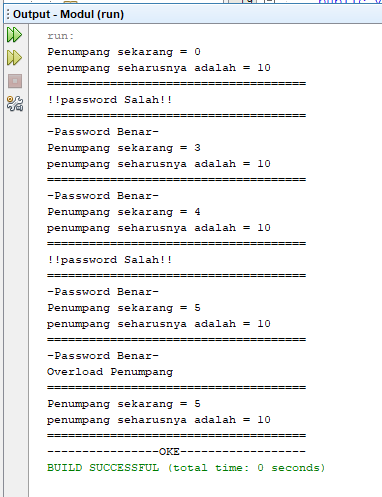 Output - Modul (run)
run:
Penumpang sekarang = 0
penumpang seharusnya adalah = 10
=====================================
!!password Salah!!
=====================================
-Password Benar-
Penumpang sekarang = 3
penumpang seharusnya adalah = 10
=====================================
-Password Benar-
Penumpang sekarang = 4
penumpang seharusnya adalah = 10
=====================================
!!password Salah!!
=====================================
-Password Benar-
Penumpang sekarang = 5
penumpang seharusnya adalah = 10
=====================================
-Password Benar-
Overload Penumpang
=====================================
Penumpang sekarang = 5
penumpang seharusnya adalah = 10
=====================================
----------------OKE------------------
BUILD SUCCESSFUL (total time: 0 seconds)